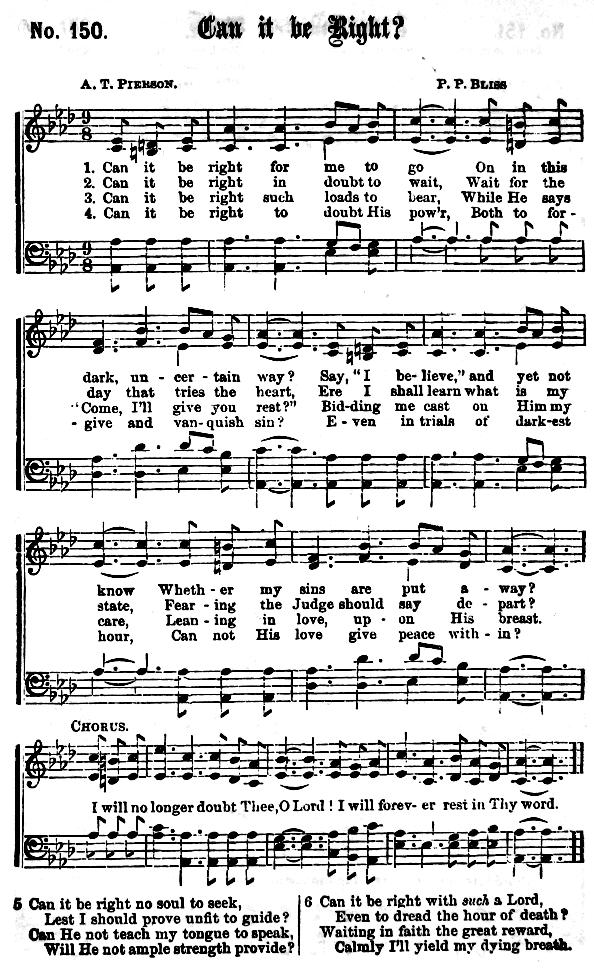 No. 150. Can it be Right?
A. T. PIERSON. P. P. BLISS
9/8
1. Can it be right for me to go On in this
2. Can it be right in doubt to wait, Wait for the
3. Can it be right such loads to bear, While He says
4. Can it be right to doubt His pow'r, Both to for-
9/8
dark, un - cer - tain way? Say, "I be - lieve," and yet not
day that tries the heart, Ere I shall learn what is my
"Come, I'll give you rest?" Bid-ding me cast on Him my
- give and van-quish sin? E - ven in trials of dark-est
know Wheth - er my sins are put a - way?
state, Fear - ing the Judge should say de - part?
care, Lean - ing in love, up - on His breast.
hour, Can not His love give peace with - in?
CHORUS.
I will no longer doubt Thee, O Lord ! I will forev- er rest in Thy word.
5 Can it be right no soul to seek,
Lest I should prove unfit to guide?
Can He not teach my tongue to speak,
Will He not ample strength provide?
6 Can it be right with such a Lord,
Even to dread the hour of death?
Waiting in faith the great reward,
Calmly I'll yield my dying breath.